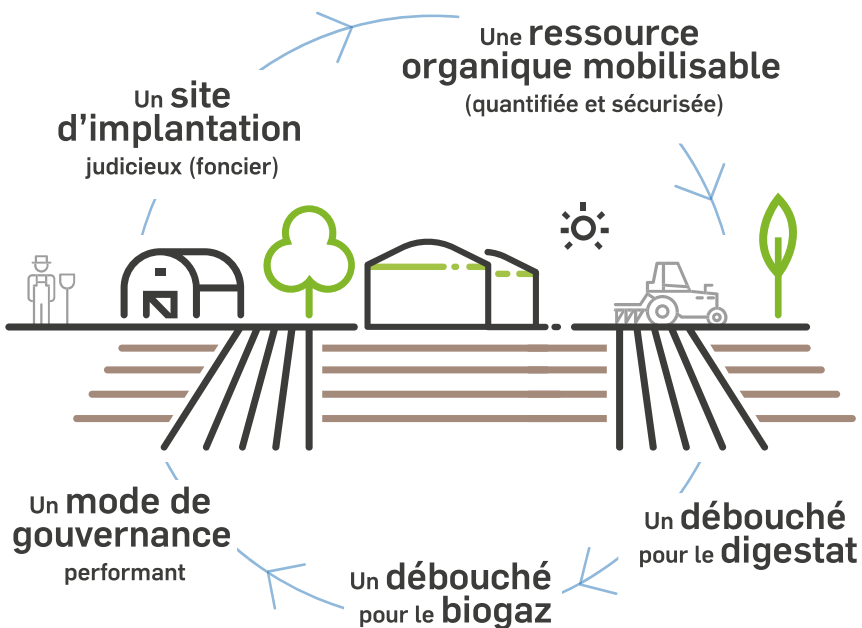 Un site
d'implantation
judicieux (foncier)
Une ressource
organique mobilisable
(quantifiée et sécurisée)
Un débouché
pour le digestat
Un débouché
pour le biogaz
Un mode de
gouvernance
performant